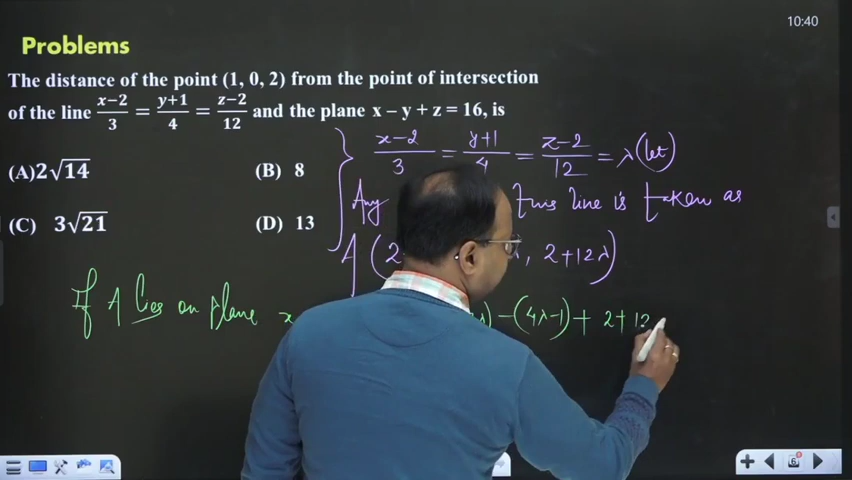 10:40
Problems
The distance of the point (1, 0, 2) from the point of intersection
of the line x−2/3 = y+1/4 = z−2/12 and the plane x – y + z = 16, is
(A) 2√14 (B) 8
(C) 3√21 (D) 13
x−2/3 = y+1/4 = z−2/12 = λ (let)
Any this line is taken as
A (2 λ, 2+12λ)
If A lies on plane x λ) −(4λ−1) + 2+12
6